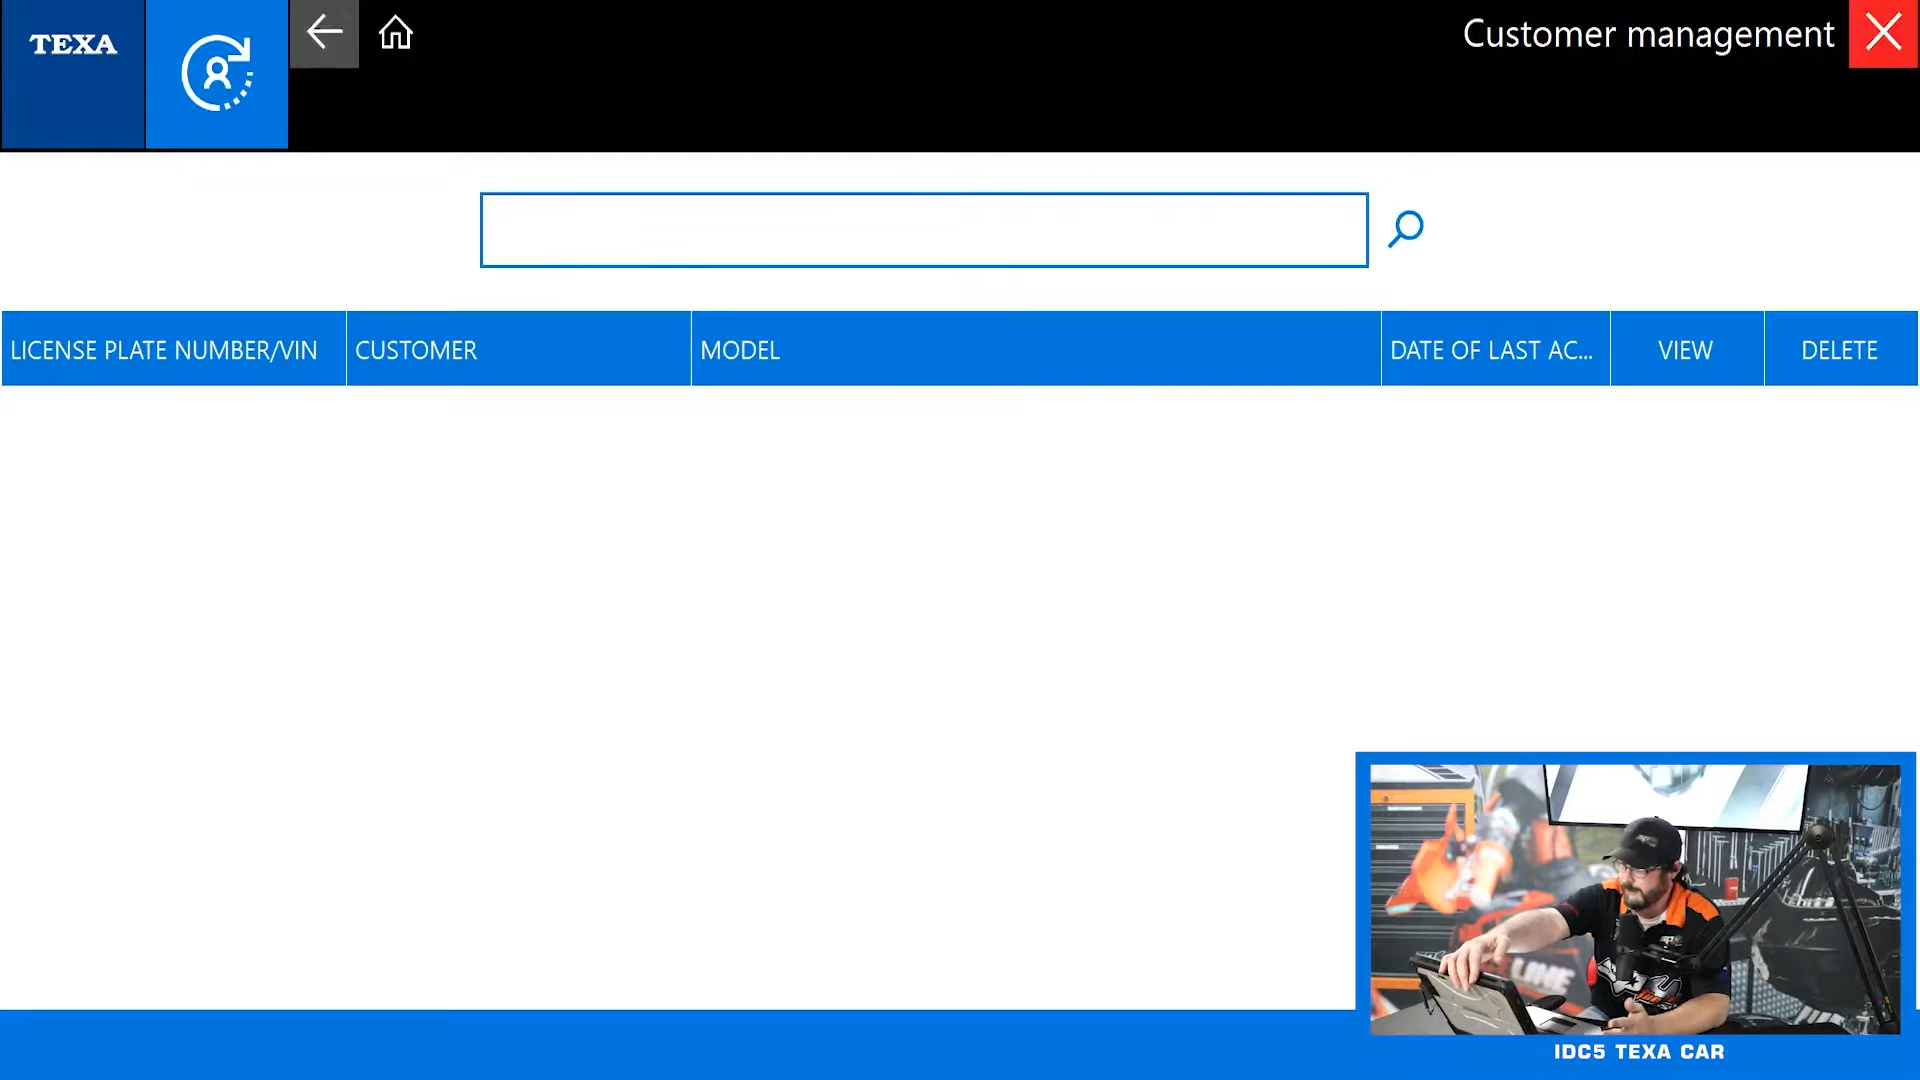 TEXA
Customer management
LICENSE PLATE NUMBER/VIN
CUSTOMER
MODEL
DATE OF LAST AC...
VIEW
DELETE
IDC5 TEXA CAR